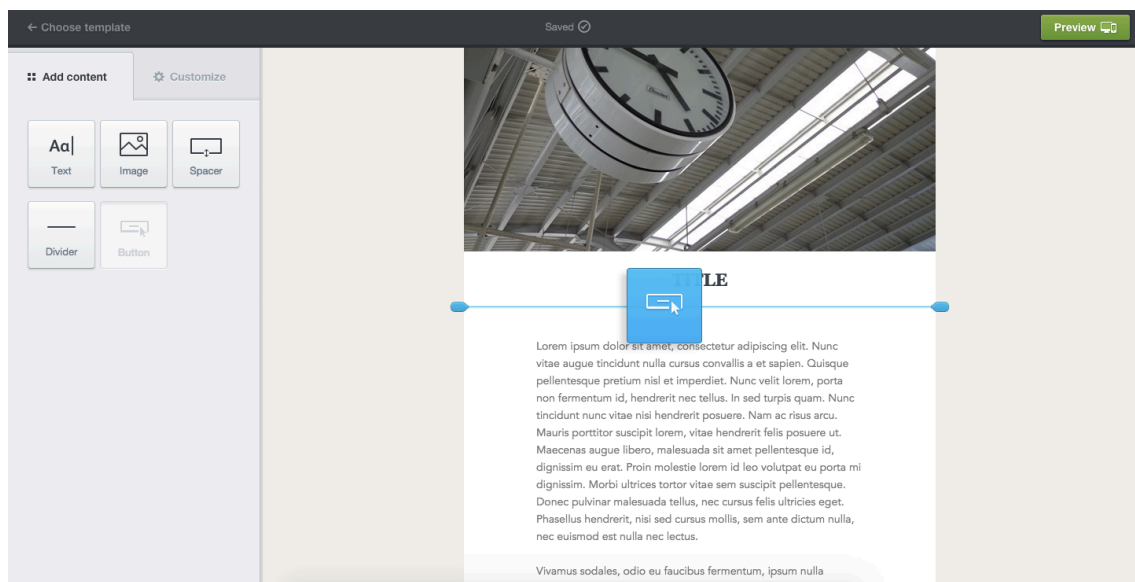 ← Choose template
Saved
Preview
Add content
Customize
Aa
Text
Image
Spacer
Divider
Button
TITLE
Lorem ipsum dolor sit amet, consectetur adipiscing elit. Nunc
vitae augue tincidunt nulla cursus convallis a et sapien. Quisque
pellentesque pretium nisl et imperdiet. Nunc velit lorem, porta
non fermentum id, hendrerit nec tellus. In sed turpis quam. Nunc
tincidunt nunc vitae nisi hendrerit posuere. Nam ac risus arcu.
Mauris porttitor suscipit lorem, vitae hendrerit felis posuere ut.
Maecenas augue libero, malesuada sit amet pellentesque id,
dignissim eu erat. Proin molestie lorem id leo volutpat eu porta mi
dignissim. Morbi ultrices tortor vitae sem suscipit pellentesque.
Donec pulvinar malesuada tellus, nec cursus felis ultricies eget.
Phasellus hendrerit, nisi sed cursus mollis, sem ante dictum nulla,
nec euismod est nulla nec lectus.
Vivamus sodales, odio eu faucibus fermentum, ipsum nulla